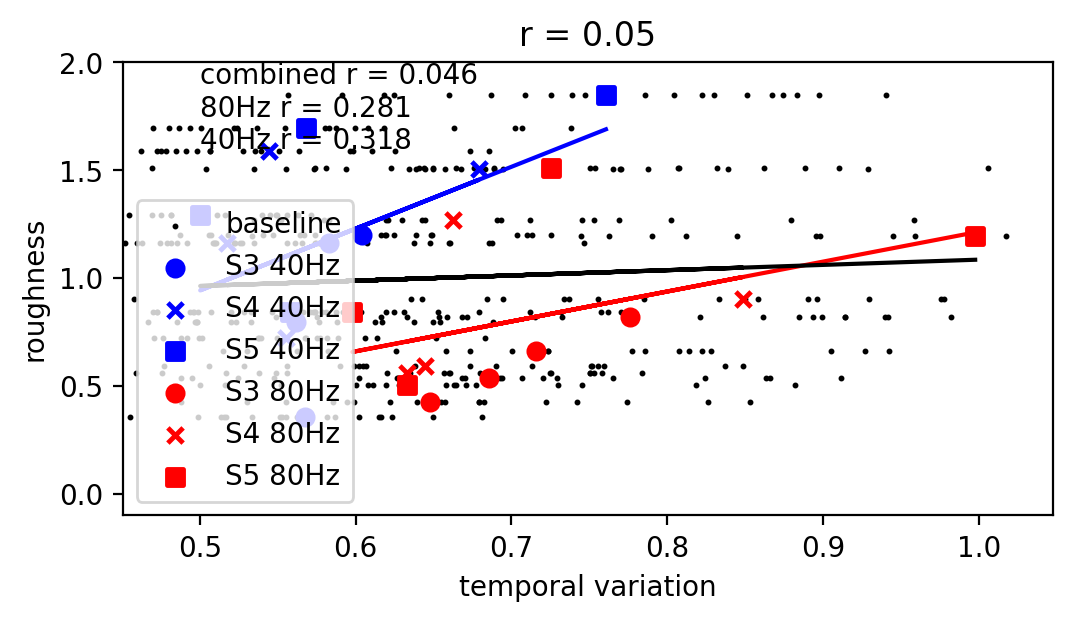 r = 0.05
combined r = 0.046
80Hz r = 0.281
40Hz r = 0.318
2.0
1.5
1.0
0.5
0.0
roughness
baseline
S3 40Hz
S4 40Hz
S5 40Hz
S3 80Hz
S4 80Hz
S5 80Hz
0.5 0.6 0.7 0.8 0.9 1.0
temporal variation